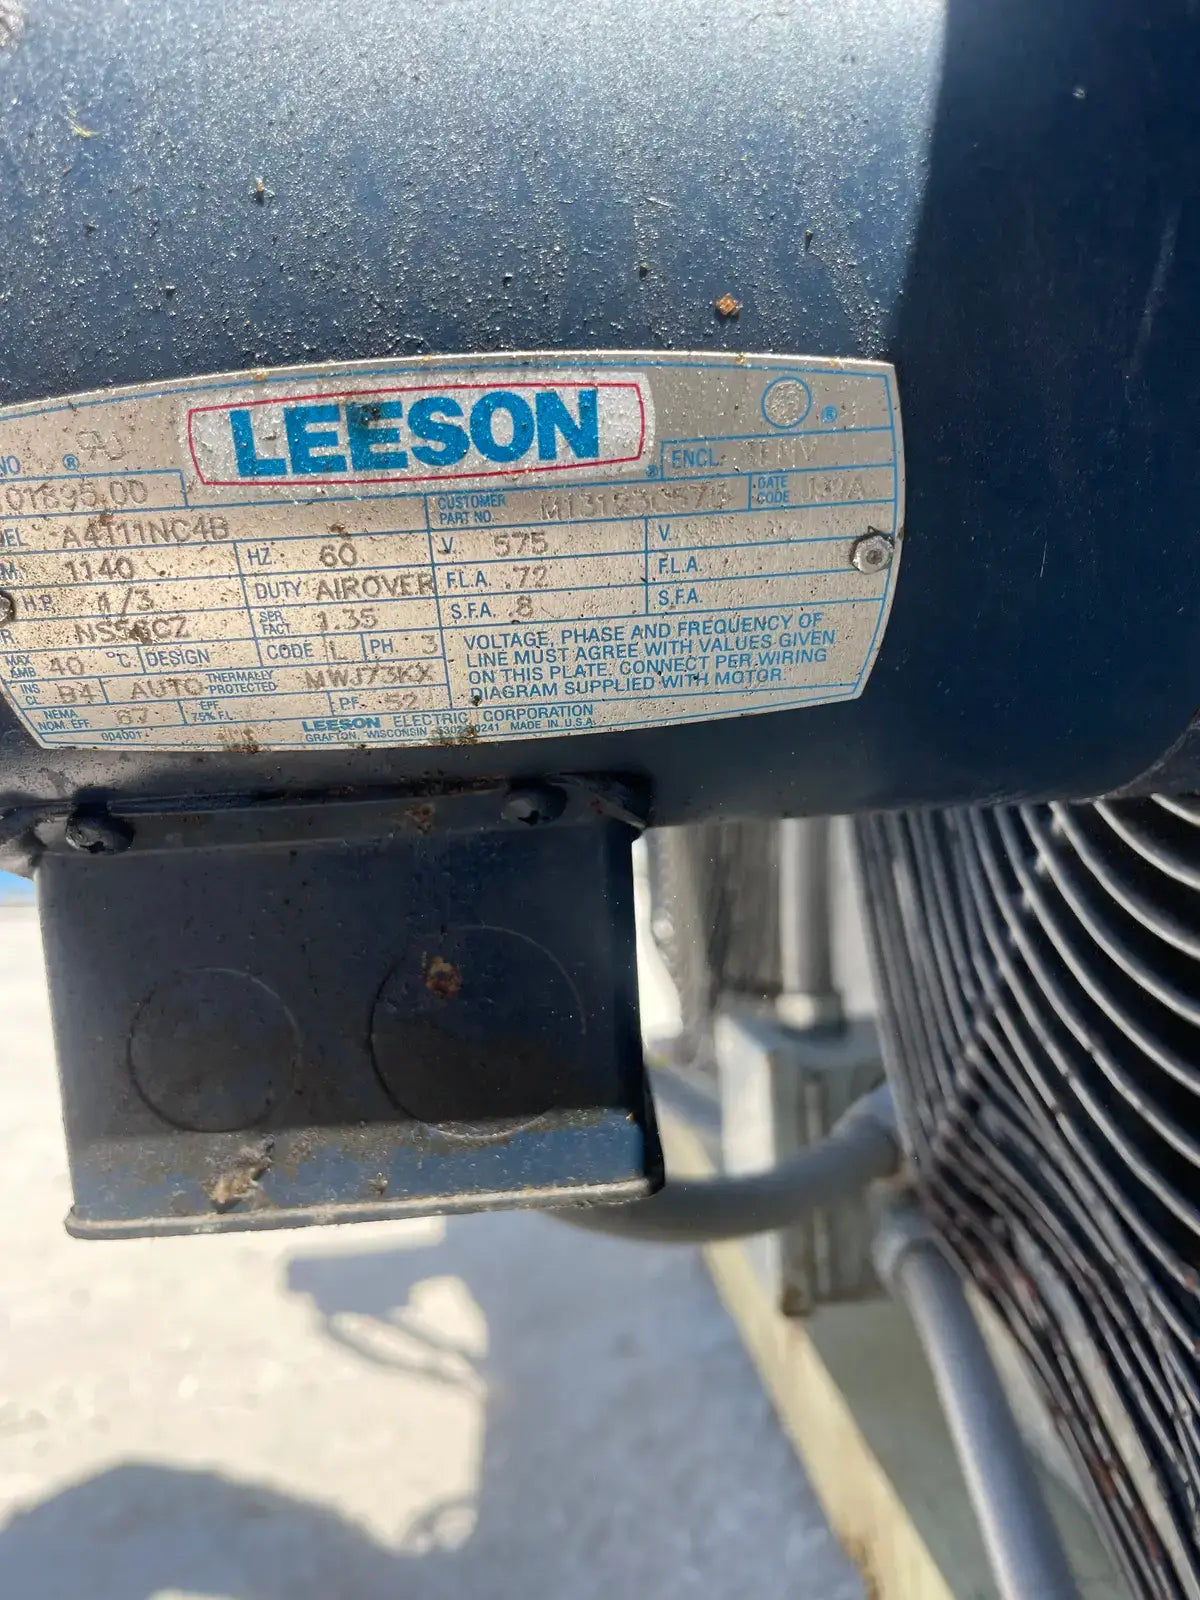 LEESON
NO.
01695.00
ENCL.
A4T11NC4B
CUSTOMER
PART NO.
DATE
CODE
1140
HZ 60
V. 575
V.
H.P. 1/3
DUTY AIROVER
F.L.A. .72
F.L.A.
SER. FACT. 1.35
S.F.A. .8
S.F.A.
MAX. AMB. 40 °C
DESIGN
CODE L
PH. 3
INS. CL. B4
AUTO THERMALLY PROTECTED MWJ73KX
NEMA NOM. EFF. 67
EFF. 75% F.L.
P.F. 52
VOLTAGE, PHASE AND FREQUENCY OF
LINE MUST AGREE WITH VALUES GIVEN
ON THIS PLATE. CONNECT PER WIRING
DIAGRAM SUPPLIED WITH MOTOR.
004001
LEESON ELECTRIC CORPORATION
GRAFTON, WISCONSIN MADE IN U.S.A.